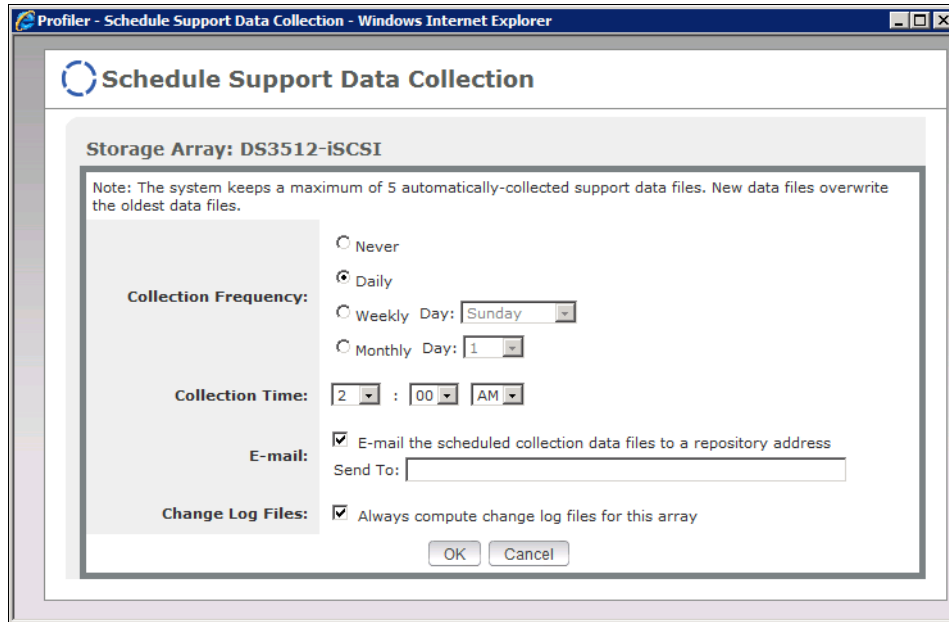 Profiler - Schedule Support Data Collection - Windows Internet Explorer
Schedule Support Data Collection
Storage Array: DS3512-iSCSI
Note: The system keeps a maximum of 5 automatically-collected support data files. New data files overwrite
the oldest data files.
Collection Frequency:
Never
Daily
Weekly Day: Sunday
Monthly Day: 1
Collection Time: 2 : 00 AM
E-mail:
E-mail the scheduled collection data files to a repository address
Send To:
Change Log Files: Always compute change log files for this array
OK Cancel